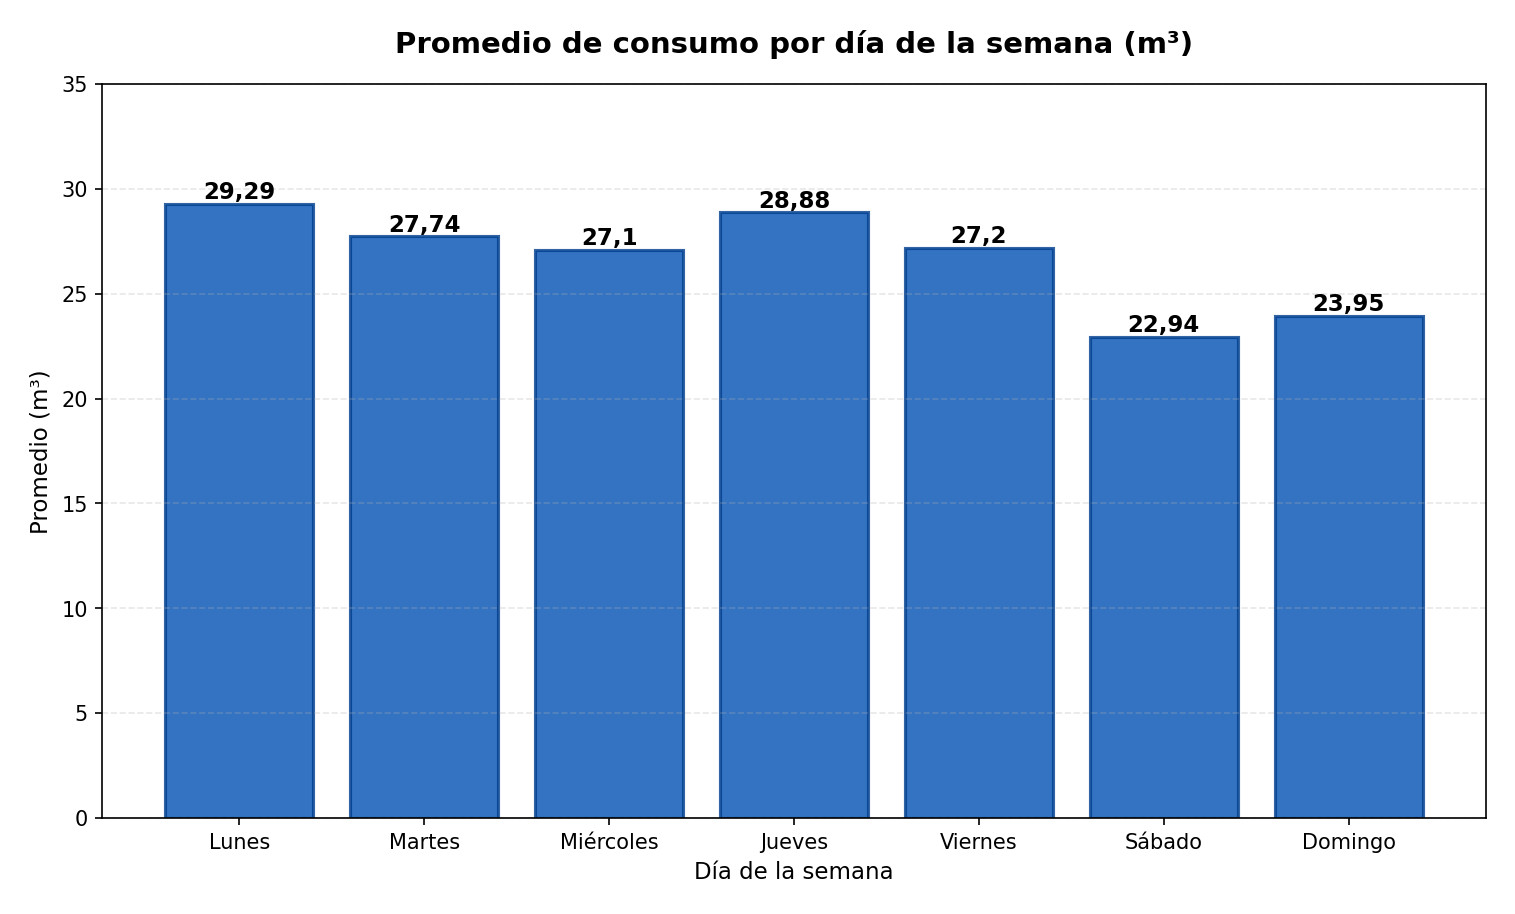 Promedio de consumo por día de la semana (m³)
Promedio (m³)
35
30
25
20
15
10
5
0
29,29
27,74
27,1
28,88
27,2
22,94
23,95
Lunes
Martes
Miércoles
Jueves
Viernes
Sábado
Domingo
Día de la semana